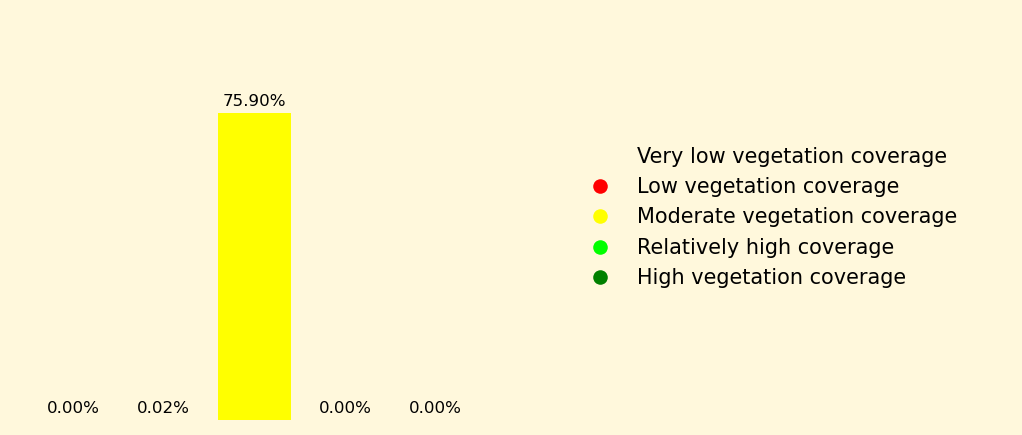 75.90%
0.00%
0.02%
0.00%
0.00%
Very low vegetation coverage
Low vegetation coverage
Moderate vegetation coverage
Relatively high coverage
High vegetation coverage